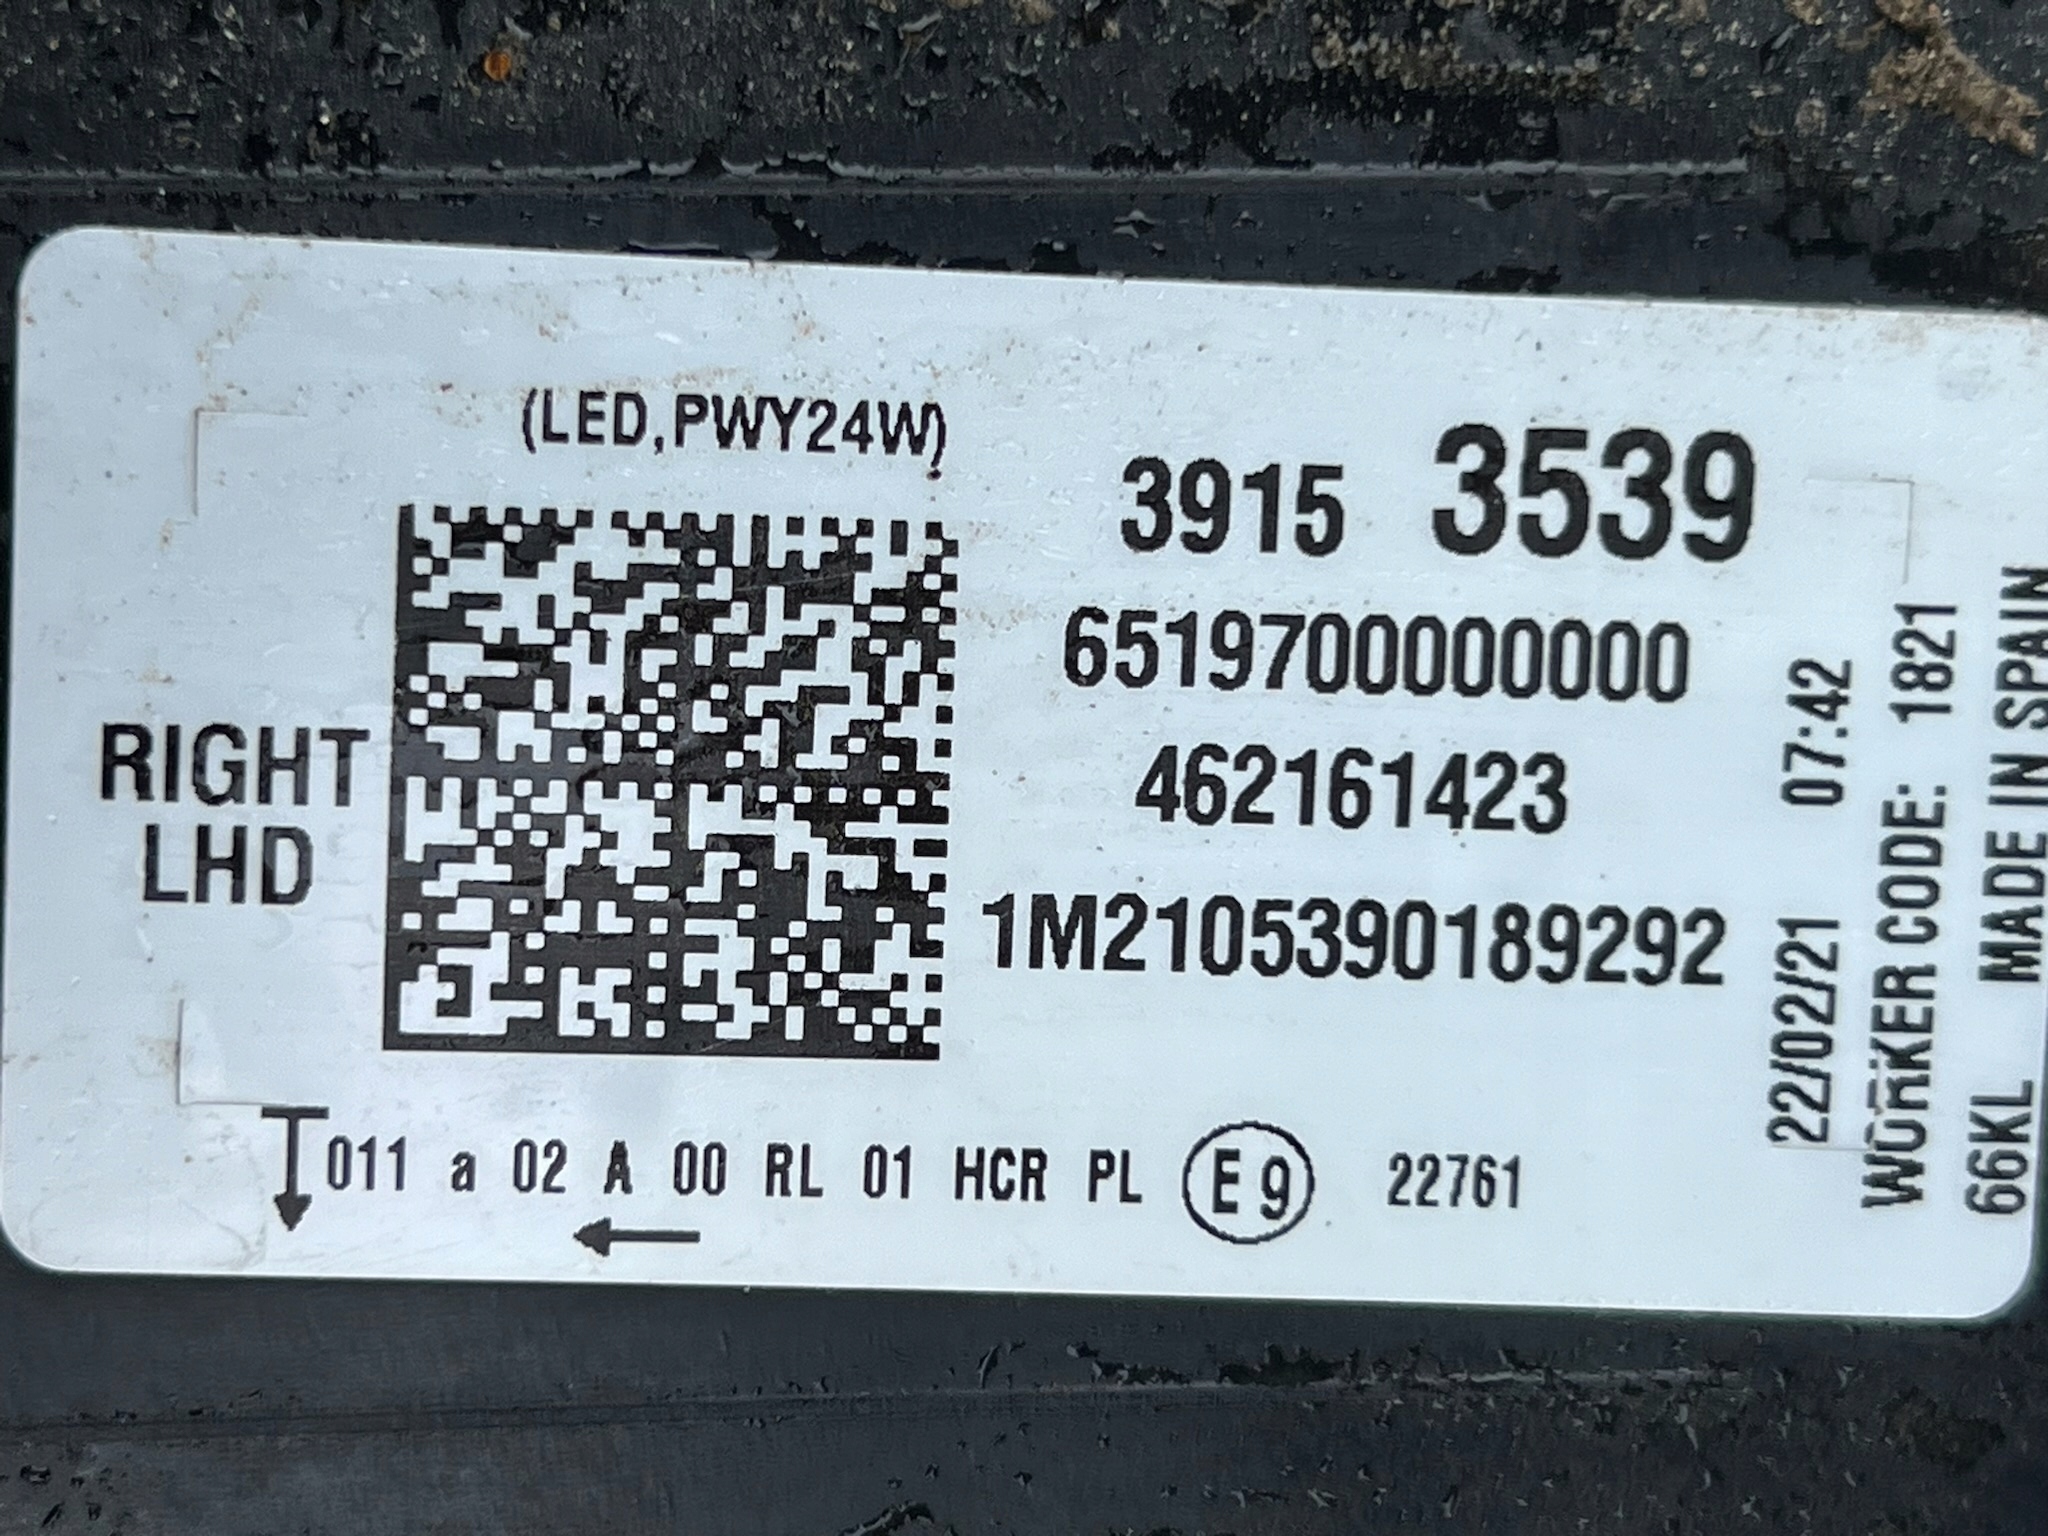 (LED,PWY24W)
3915 3539
6519700000000
462161423
1M2105390189292
RIGHT
LHD
011 a 02 A 00 RL 01 HCR PL E9 22761
22/02/21 07:42
WORKER CODE: 1821
66KL MADE IN SPAIN